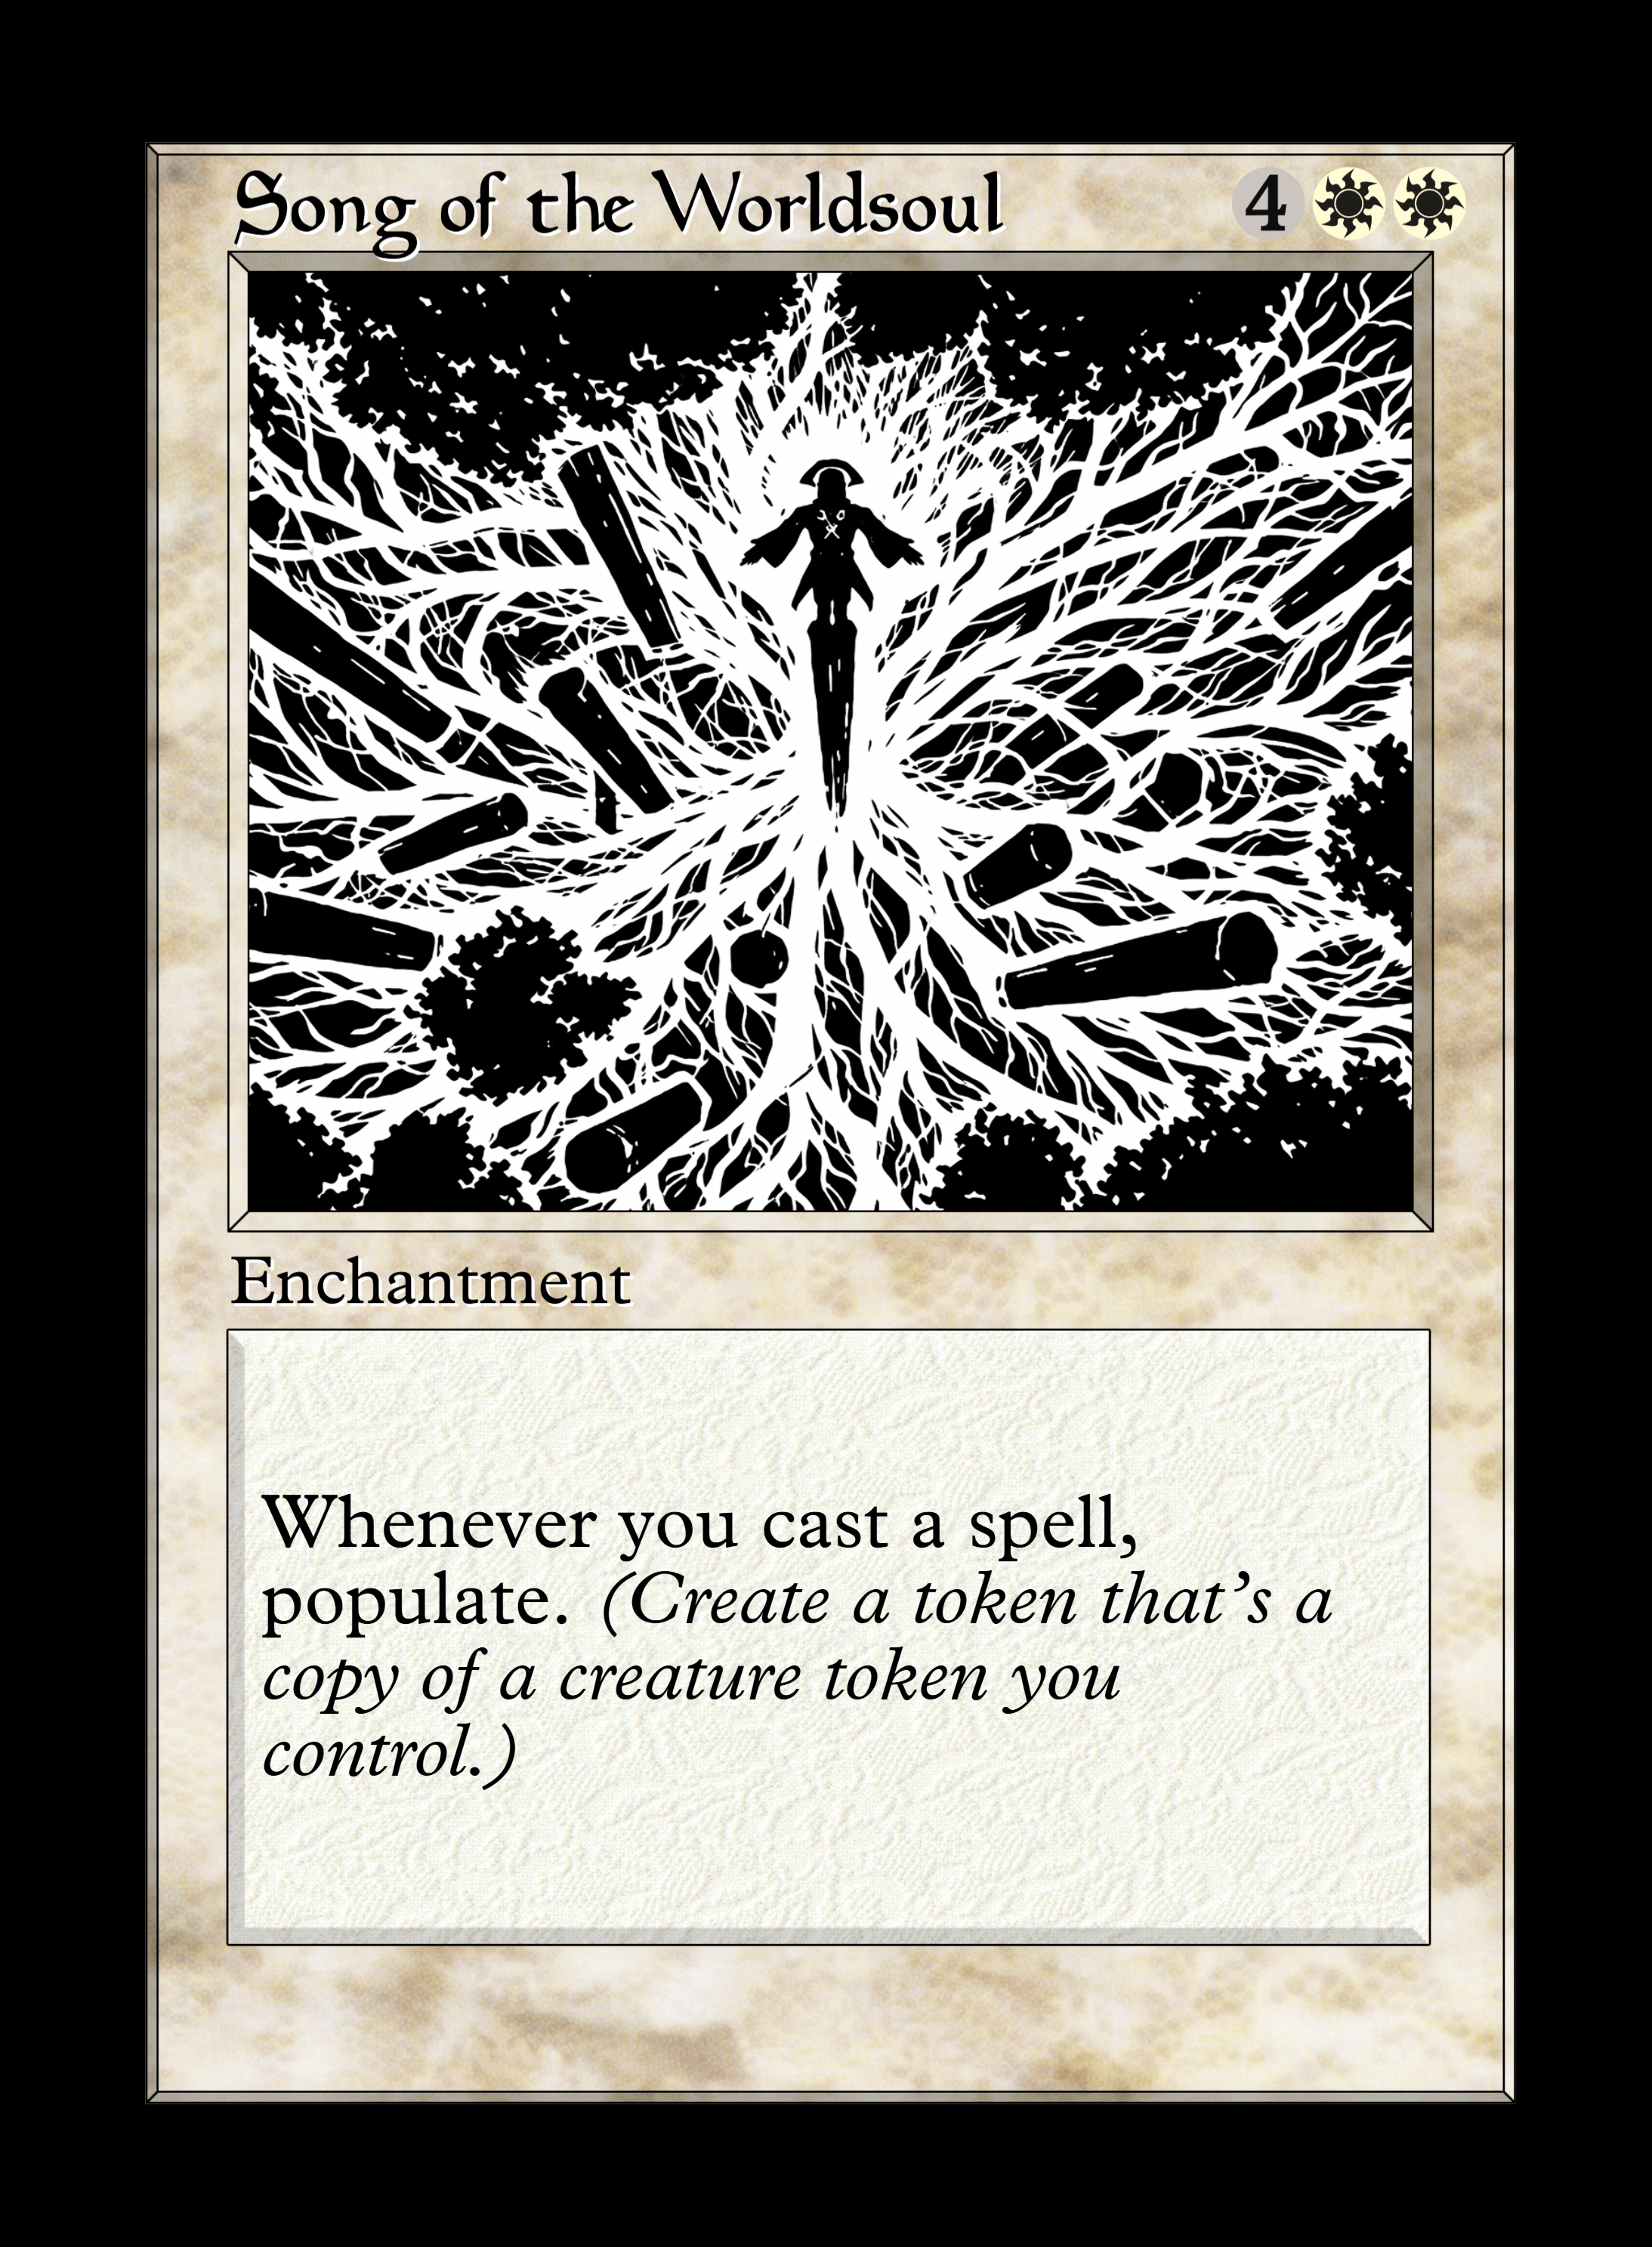 Song of the Worldsoul 4
Enchantment
Whenever you cast a spell,
populate. (Create a token that's a
copy of a creature token you
control.)